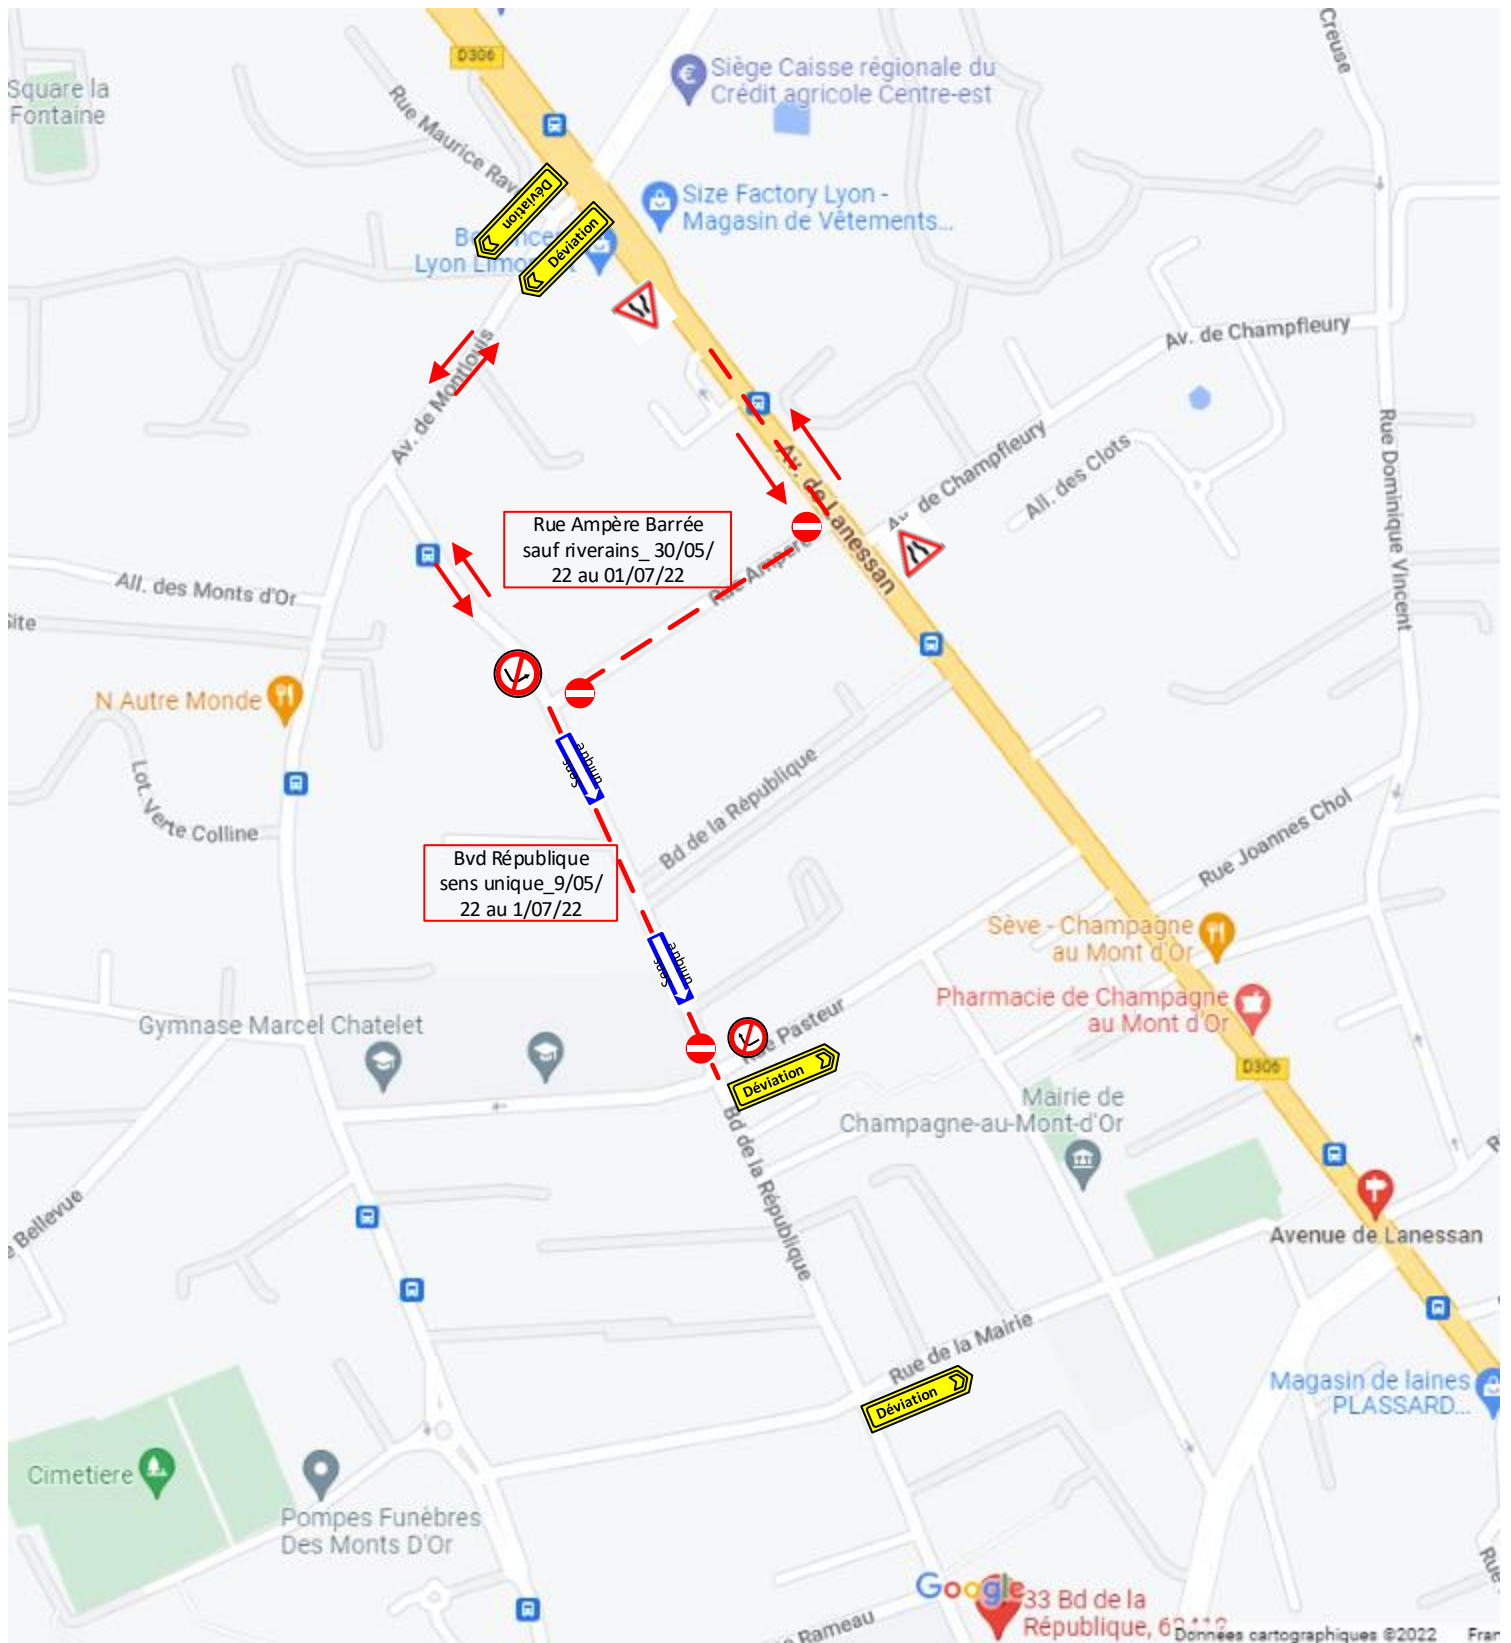 D306
Creuse
Siège Caisse régionale du
Crédit agricole Centre-est
Square la
Fontaine
Rue Maurice Rav
Déviation
Déviation
Size Factory Lyon -
Magasin de Vêtements...
Lyon Limo
Av. de Champfleury
Av. de Montlouis
Av. de Champfleury
All. des Clots
Rue Dominique Vincent
Av. de Lanessan
Rue Ampère Barrée
sauf riverains_ 30/05/
22 au 01/07/22
Rue Ampère
All. des Monts d'Or
Site
N Autre Monde
Sens
unique
Bd de la République
Lot. Verte Colline
Rue Joannes Chol
Bvd République
sens unique_9/05/
22 au 1/07/22
Sens
unique
Sève - Champagne
au Mont d'Or
Pharmacie de Champagne
au Mont d'Or
Gymnase Marcel Chatelet
Rue Pasteur
Déviation
D306
Mairie de
Champagne-au-Mont-d'Or
Bd de la République
e Bellevue
Avenue de Lanessan
Rue de la Mairie
Déviation
Magasin de laines
PLASSARD...
Cimetiere
Pompes Funèbres
Des Monts D'Or
Rue
Google
33 Bd de la
République, 69410
Rameau
Données cartographiques ©2022
Fran